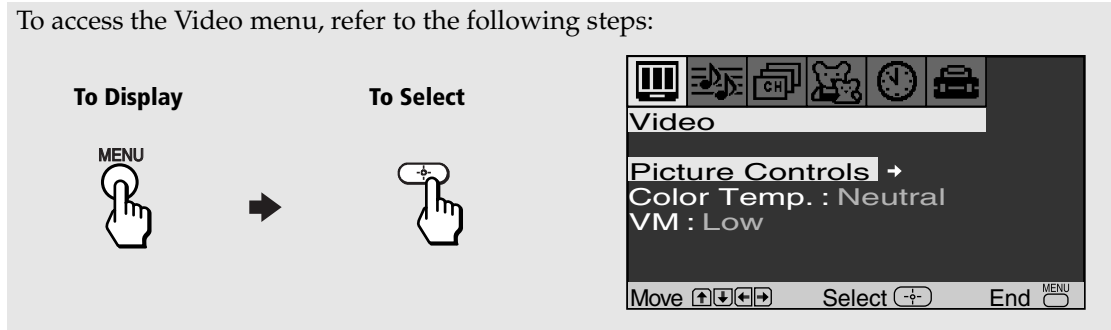 To access the Video menu, refer to the following steps:
To Display
To Select
MENU
CH
Video
Picture Controls
Color Temp. : Neutral
VM : Low
Move Select End MENU